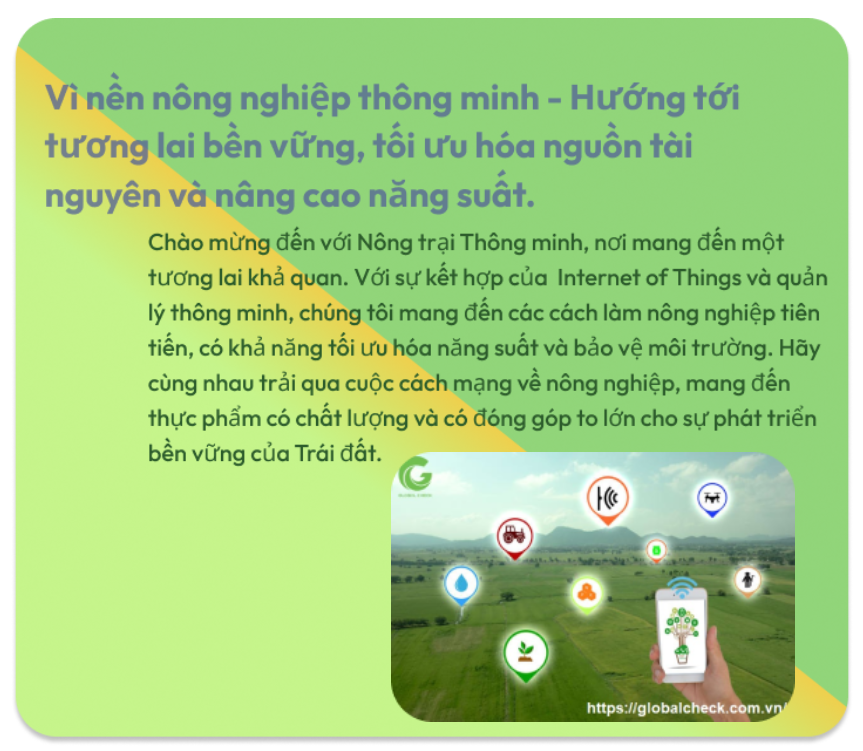 Vì nền nông nghiệp thông minh - Hướng tới
tương lai bền vững, tối ưu hóa nguồn tài
nguyên và nâng cao năng suất.
Chào mừng đến với Nông trại Thông minh, nơi mang đến một
tương lai khả quan. Với sự kết hợp của  Internet of Things và quản
lý thông minh, chúng tôi mang đến các cách làm nông nghiệp tiên
tiến, có khả năng tối ưu hóa năng suất và bảo vệ môi trường. Hãy
cùng nhau trải qua cuộc cách mạng về nông nghiệp, mang đến
thực phẩm có chất lượng và có đóng góp to lớn cho sự phát triển
bền vững của Trái đất.
GLOBAL CHECK
https://globalcheck.com.vn/